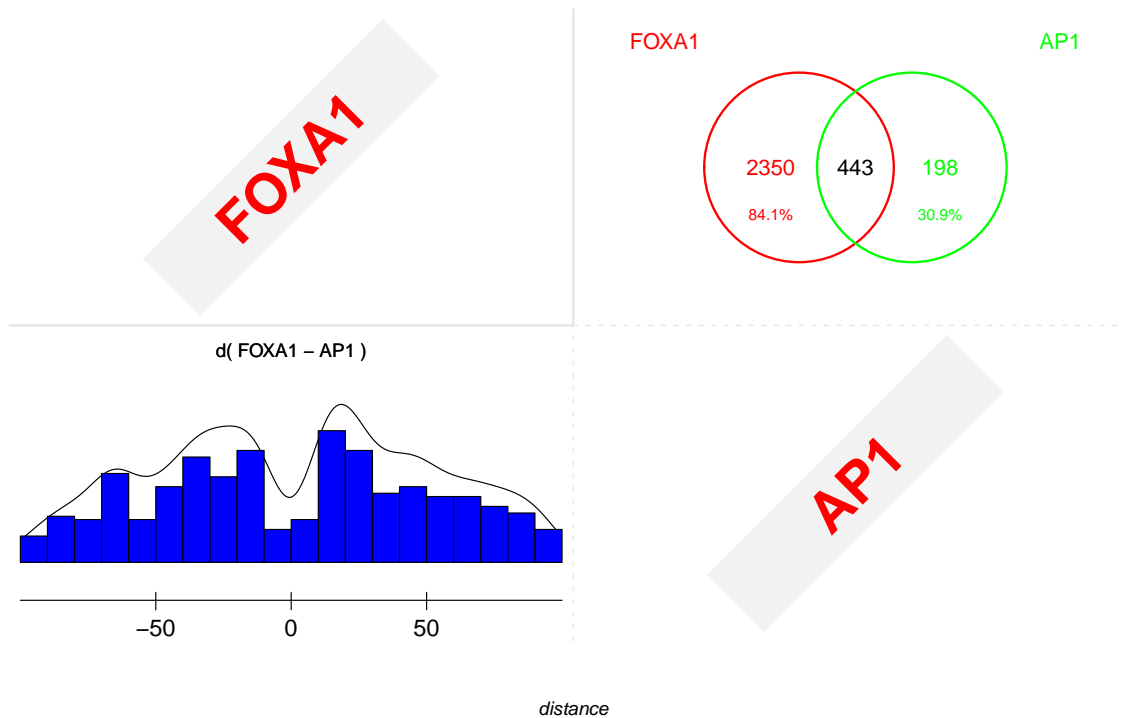 FOXA1
FOXA1 AP1
2350 443 198
84.1% 30.9%
d( FOXA1 − AP1 )
−50 0 50
AP1
distance